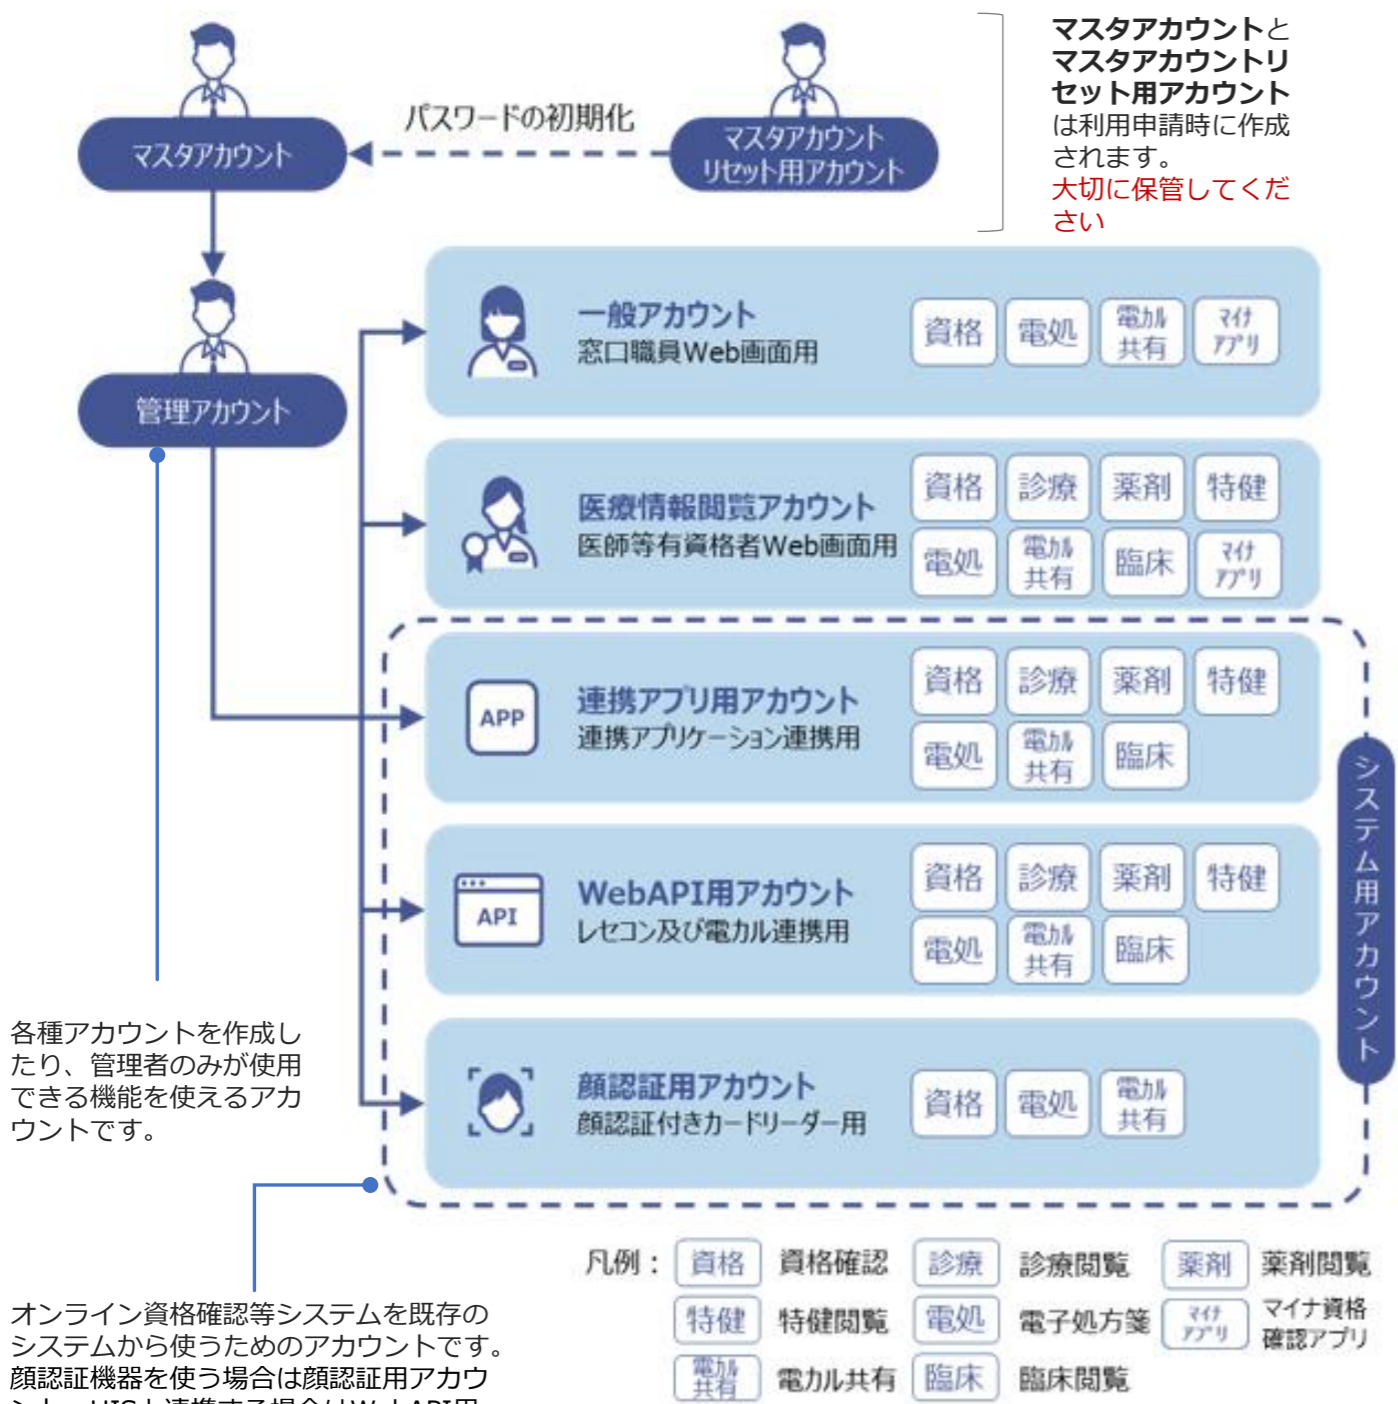 マスタアカウントと
マスタアカウントリ
セット用アカウント
は利用申請時に作成
されます。
大切に保管してくだ
さい
パスワードの初期化
マスタアカウント
マスタアカウント
リセット用アカウント
管理アカウント
一般アカウント
窓口職員Web画面用
資格 電処 電カル共有 マイナアプリ
医療情報閲覧アカウント
医師等有資格者Web画面用
資格 診療 薬剤 特健
電処 電カル共有 臨床 マイナアプリ
APP
連携アプリ用アカウント
連携アプリケーション連携用
資格 診療 薬剤 特健
電処 電カル共有 臨床
API
WebAPI用アカウント
レセコン及び電カル連携用
資格 診療 薬剤 特健
電処 電カル共有 臨床
顔認証用アカウント
顔認証付きカードリーダー用
資格 電処 電カル共有
システム用アカウント
各種アカウントを作成し
たり、管理者のみが使用
できる機能を使えるアカ
ウントです。
オンライン資格確認等システムを既存の
システムから使うためのアカウントです。
顔認証機器を使う場合は顔認証用アカウ
ント、HISと連携する場合はWebAPI用
凡例： 資格 資格確認 診療 診療閲覧 薬剤 薬剤閲覧
特健 特健閲覧 電処 電子処方箋 マイナアプリ マイナ資格確認アプリ
電カル共有 電カル共有 臨床 臨床閲覧